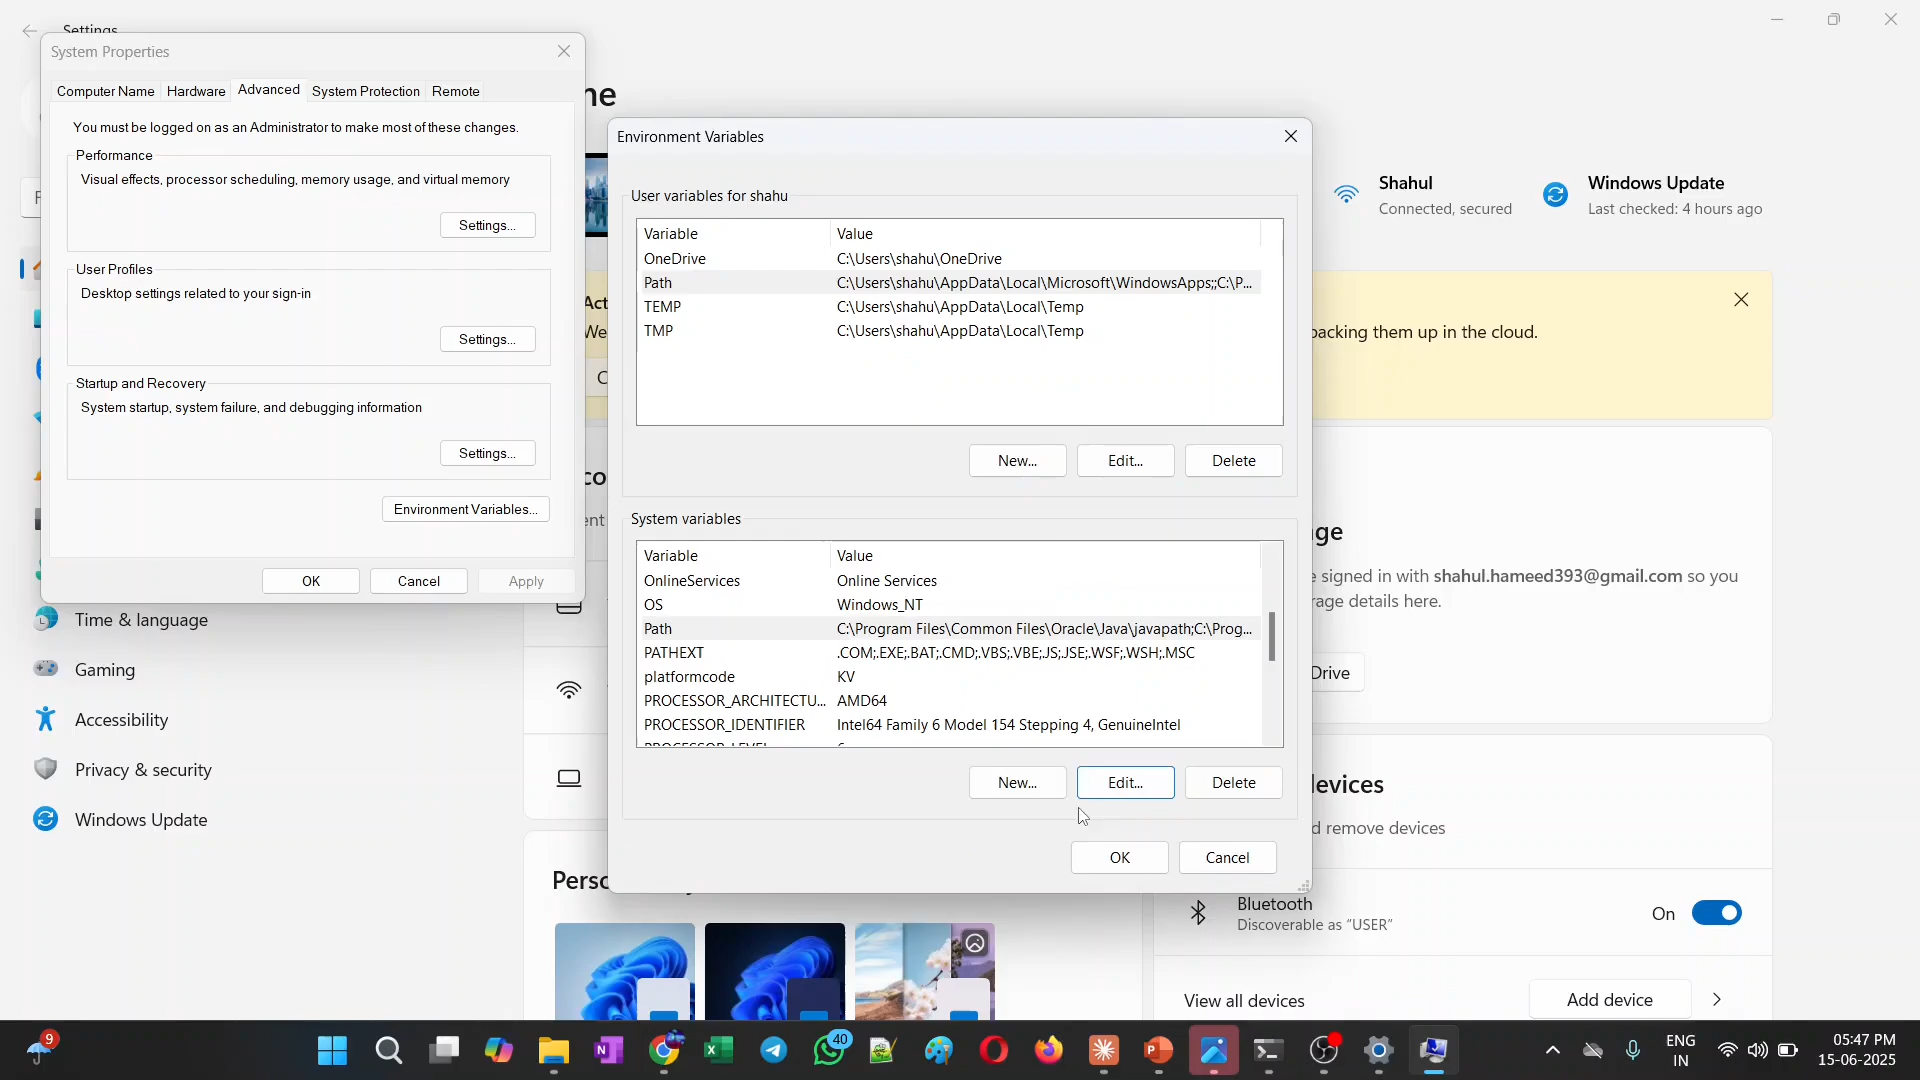 Settings
System Properties
Computer Name Hardware Advanced System Protection Remote
You must be logged on as an Administrator to make most of these changes.
Performance
Visual effects, processor scheduling, memory usage, and virtual memory
Settings...
User Profiles
Desktop settings related to your sign-in
Settings...
Startup and Recovery
System startup, system failure, and debugging information
Settings...
Environment Variables...
OK Cancel Apply
Time & language
Gaming
Accessibility
Privacy & security
Windows Update
Environment Variables
User variables for shahu
Variable Value
OneDrive C:\Users\shahu\OneDrive
Path C:\Users\shahu\AppData\Local\Microsoft\WindowsApps;;C:\P...
TEMP C:\Users\shahu\AppData\Local\Temp
TMP C:\Users\shahu\AppData\Local\Temp
New... Edit... Delete
System variables
Variable Value
OnlineServices Online Services
OS Windows_NT
Path C:\Program Files\Common Files\Oracle\Java\javapath;C:\Prog...
PATHEXT .COM;.EXE;.BAT;.CMD;.VBS;.VBE;.JS;.JSE;.WSF;.WSH;.MSC
platformcode KV
PROCESSOR_ARCHITECTU... AMD64
PROCESSOR_IDENTIFIER Intel64 Family 6 Model 154 Stepping 4, GenuineIntel
New... Edit... Delete
OK Cancel
Shahul
Connected, secured
Windows Update
Last checked: 4 hours ago
backing them up in the cloud.
signed in with shahul.hameed393@gmail.com so you
details here.
Drive
devices
remove devices
Bluetooth
Discoverable as “USER”
On
View all devices
Add device
9
40
ENG
IN
05:47 PM
15-06-2025